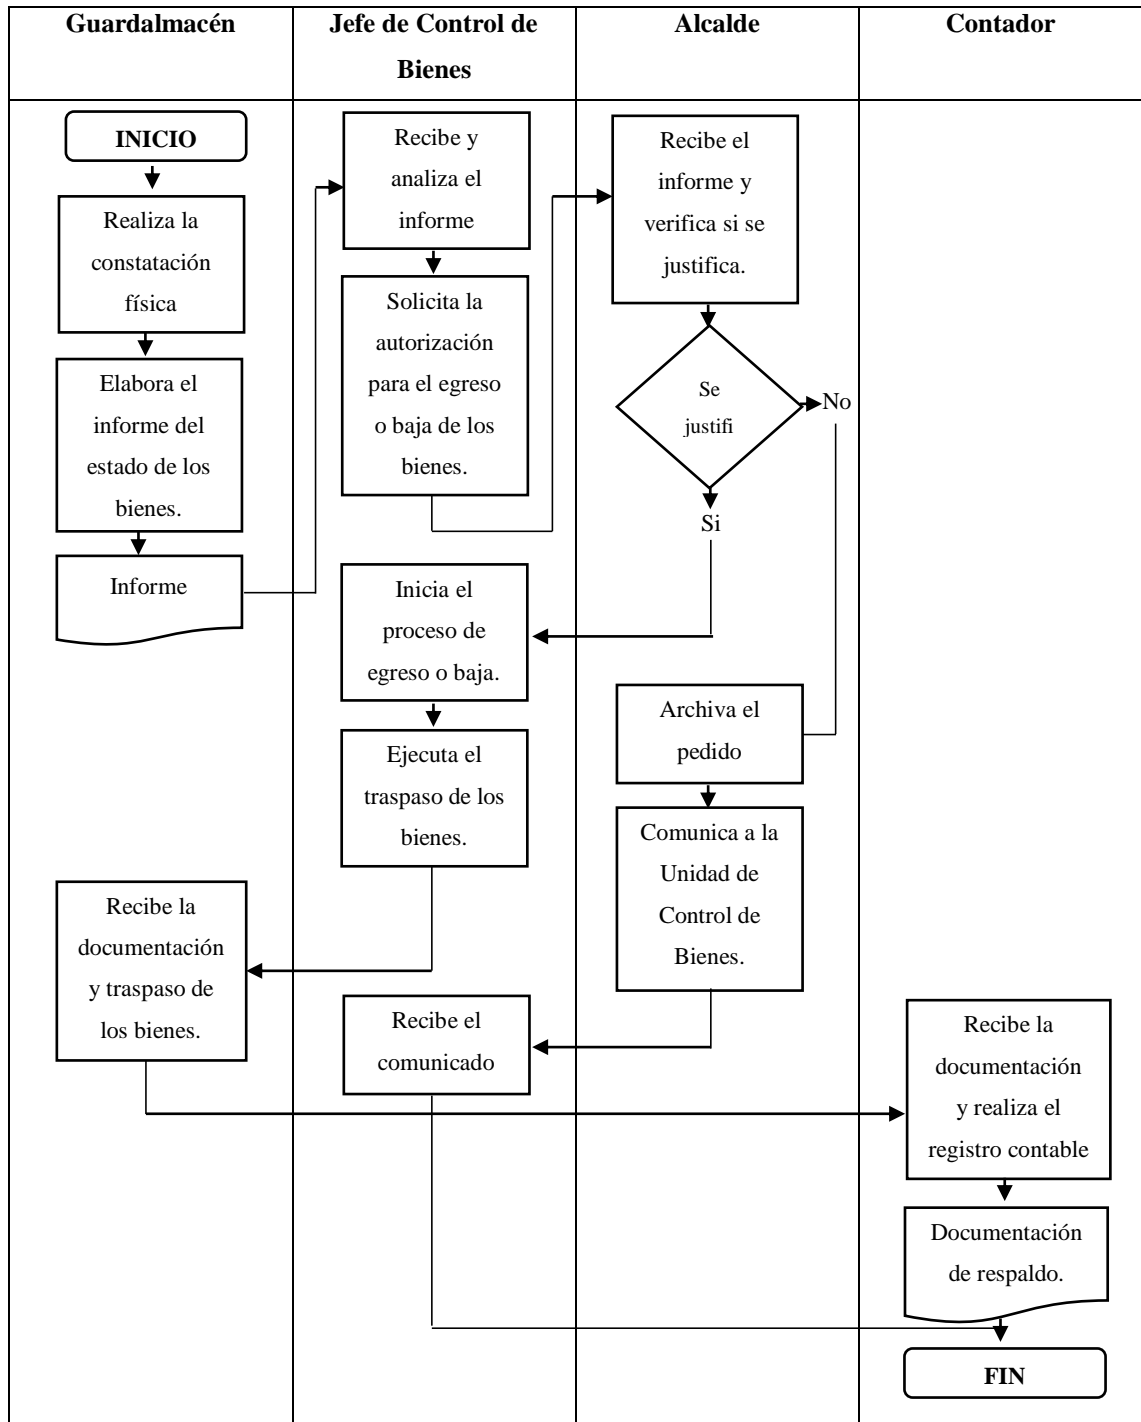 Guardalmacén
Jefe de Control de
Bienes
Alcalde
Contador
INICIO
Realiza la
constatación
física
Elabora el
informe del
estado de los
bienes.
Informe
Recibe y
analiza el
informe
Solicita la
autorización
para el egreso
o baja de los
bienes.
Recibe el
informe y
verifica si se
justifica.
Se
justifi
No
Si
Inicia el
proceso de
egreso o baja.
Ejecuta el
traspaso de los
bienes.
Archiva el
pedido
Comunica a la
Unidad de
Control de
Bienes.
Recibe la
documentación
y traspaso de
los bienes.
Recibe el
comunicado
Recibe la
documentación
y realiza el
registro contable
Documentación
de respaldo.
FIN